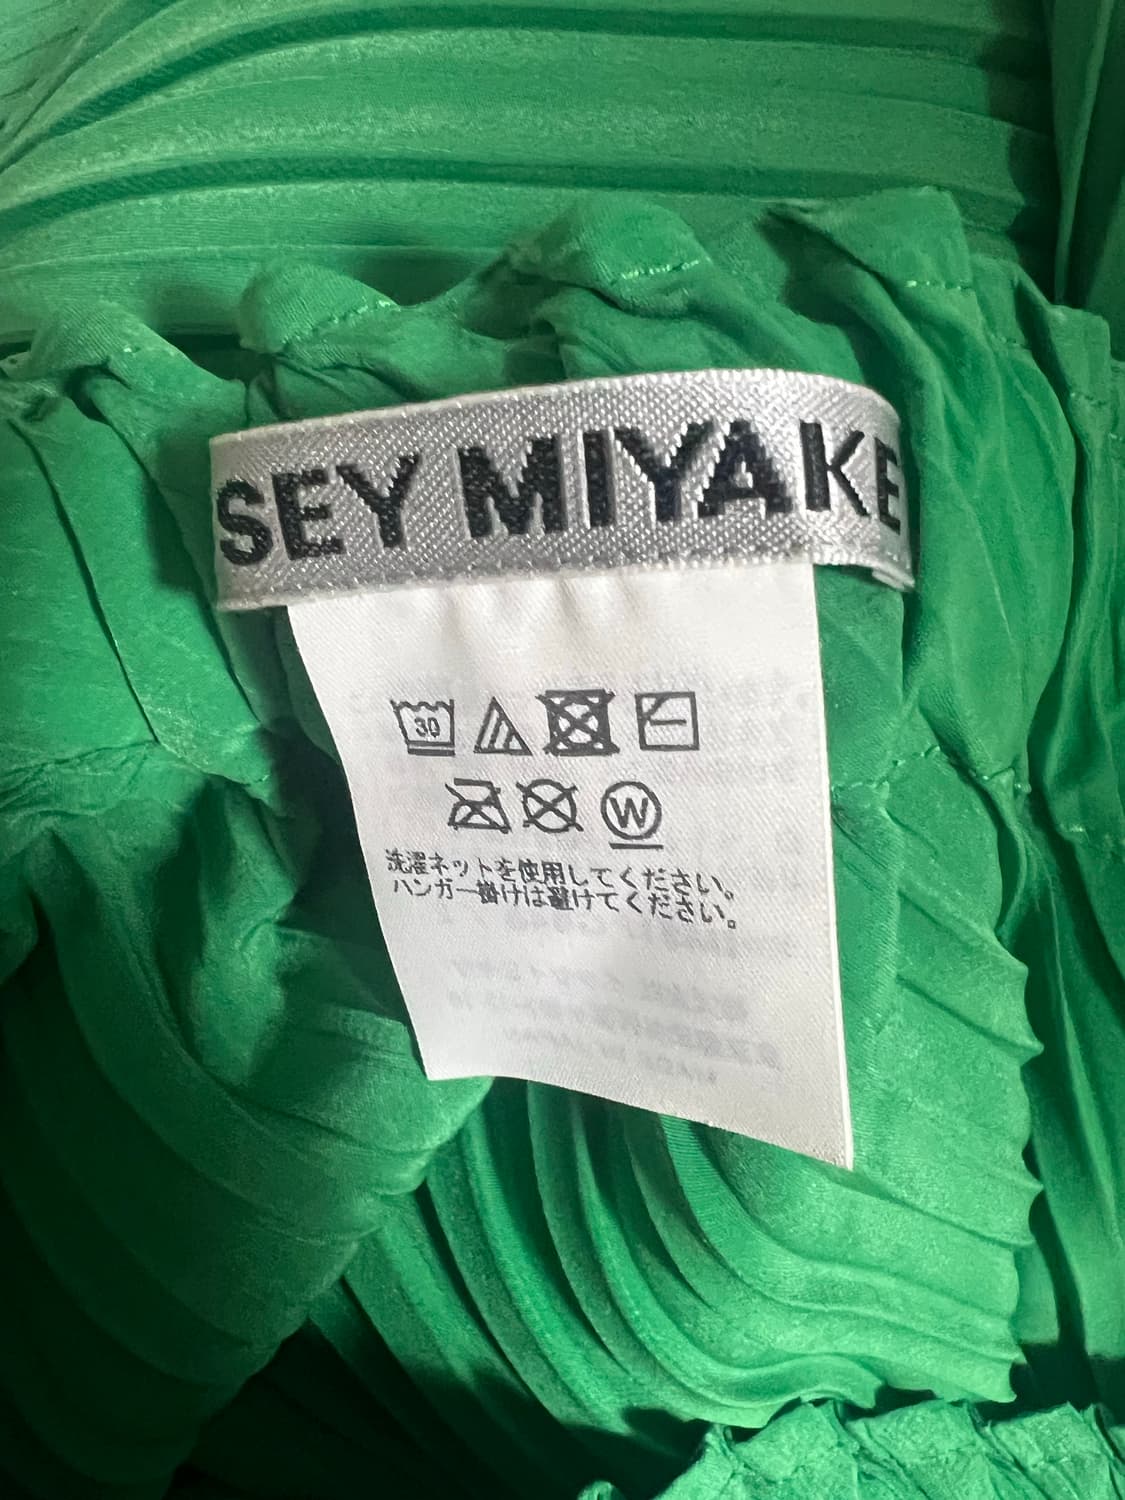 SEY MIYAKE
30
W
洗濯ネットを使用してください。
ハンガー掛けは避けてください。